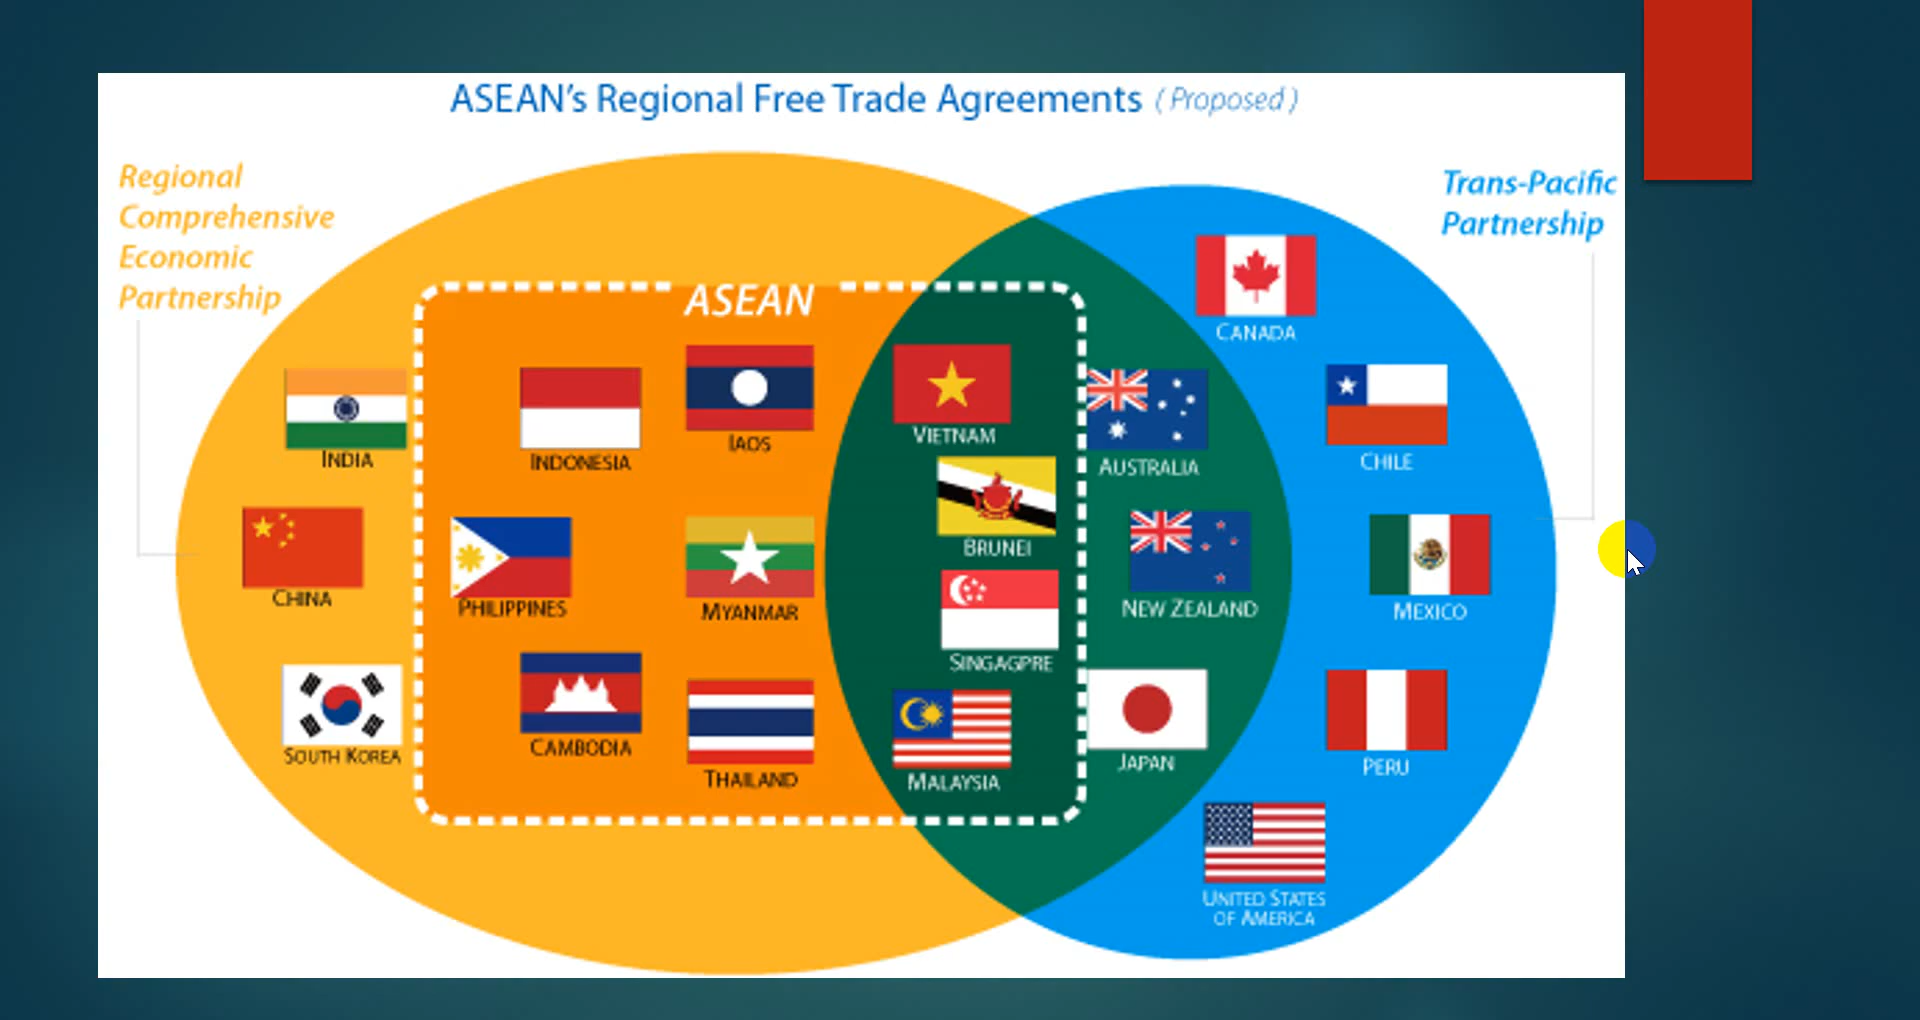 ASEAN's Regional Free Trade Agreements (Proposed)
Regional
Comprehensive
Economic
Partnership
Trans-Pacific
Partnership
ASEAN
CANADA
INDIA
INDONESIA
lAOS
VIETNAM
AUSTRALIA
CHILE
CHINA
PHILIPPINES
MYANMAR
BRUNEI
NEW ZEALAND
MEXICO
SINGAGPRE
SOUTH KOREA
CAMBODIA
THAILAND
MALAYSIA
JAPAN
PERU
UNITED STATES
OF AMERICA